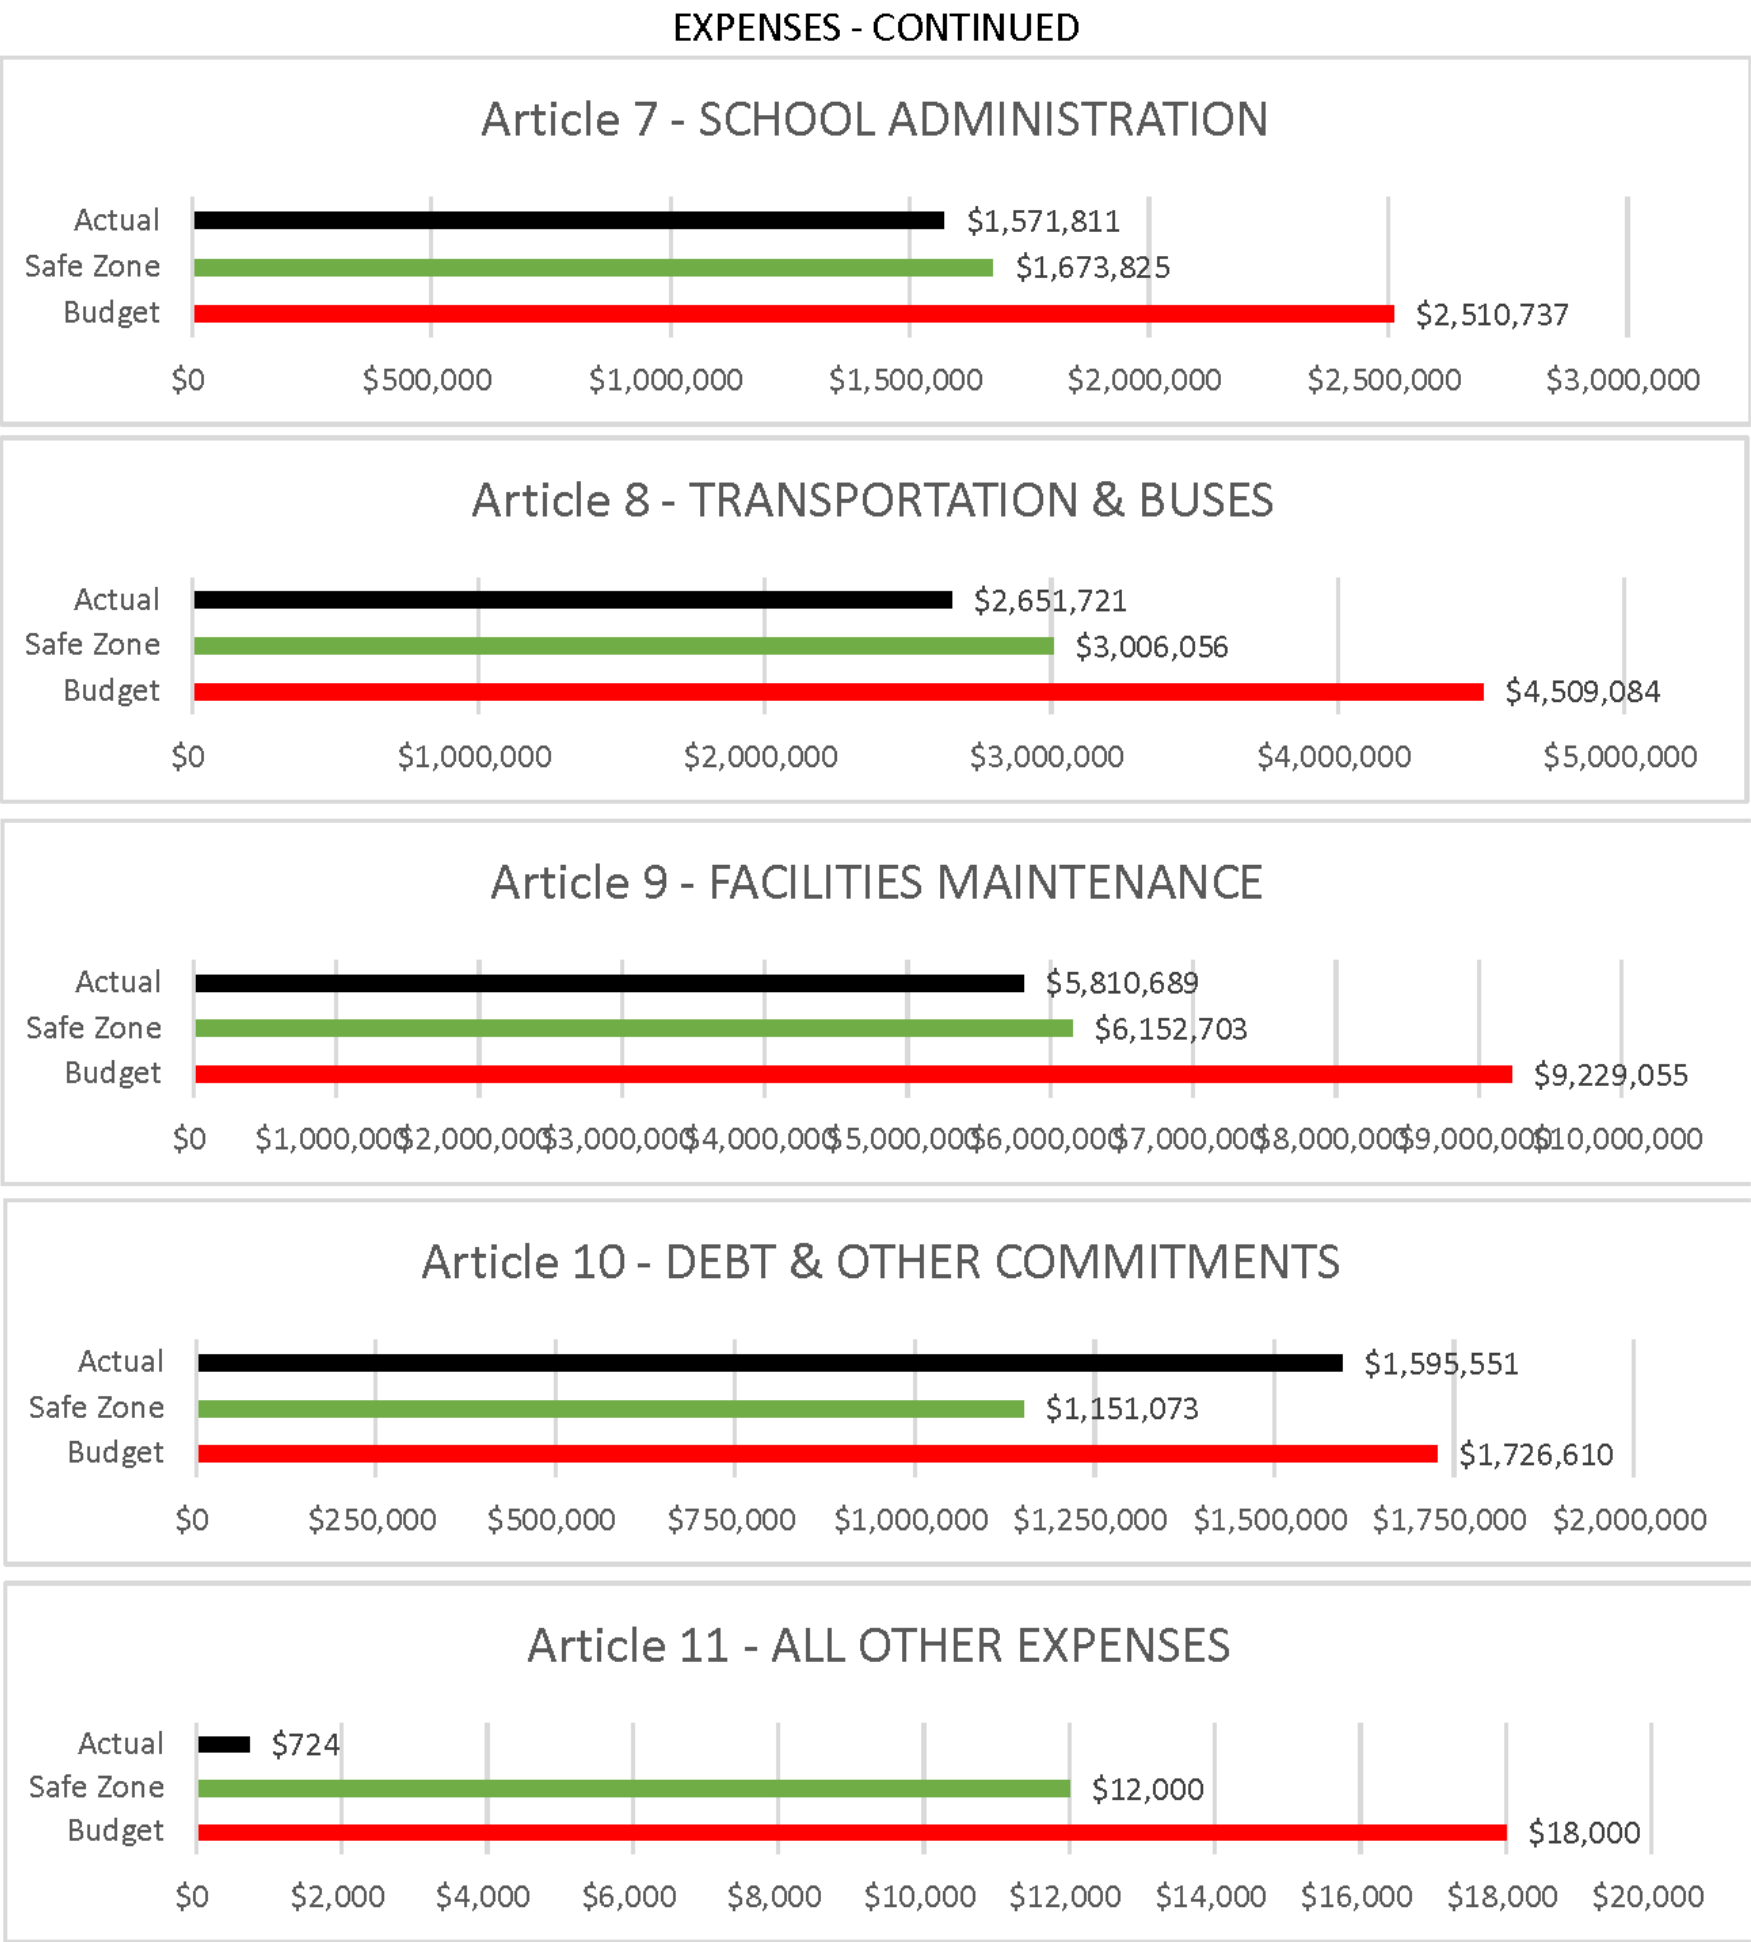 EXPENSES - CONTINUED
Article 7 - SCHOOL ADMINISTRATION
Actual $1,571,811
Safe Zone $1,673,825
Budget $2,510,737
$0 $500,000 $1,000,000 $1,500,000 $2,000,000 $2,500,000 $3,000,000
Article 8 - TRANSPORTATION & BUSES
Actual $2,651,721
Safe Zone $3,006,056
Budget $4,509,084
$0 $1,000,000 $2,000,000 $3,000,000 $4,000,000 $5,000,000
Article 9 - FACILITIES MAINTENANCE
Actual $5,810,689
Safe Zone $6,152,703
Budget $9,229,055
$0 $1,000,000 $2,000,000 $3,000,000 $4,000,000 $5,000,000 $6,000,000 $7,000,000 $8,000,000 $9,000,000 $10,000,000
Article 10 - DEBT & OTHER COMMITMENTS
Actual $1,595,551
Safe Zone $1,151,073
Budget $1,726,610
$0 $250,000 $500,000 $750,000 $1,000,000 $1,250,000 $1,500,000 $1,750,000 $2,000,000
Article 11 - ALL OTHER EXPENSES
Actual $724
Safe Zone $12,000
Budget $18,000
$0 $2,000 $4,000 $6,000 $8,000 $10,000 $12,000 $14,000 $16,000 $18,000 $20,000